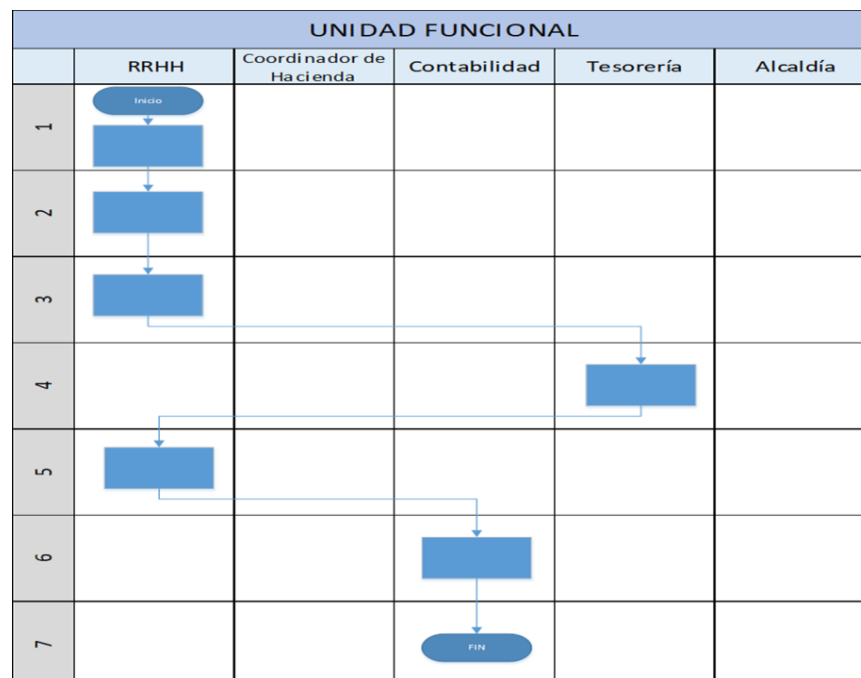 UNIDAD FUNCIONAL
RRHH
Coordinador de
Hacienda
Contabilidad
Tesorería
Alcaldía
Inicio
1
2
3
4
5
6
7
FIN